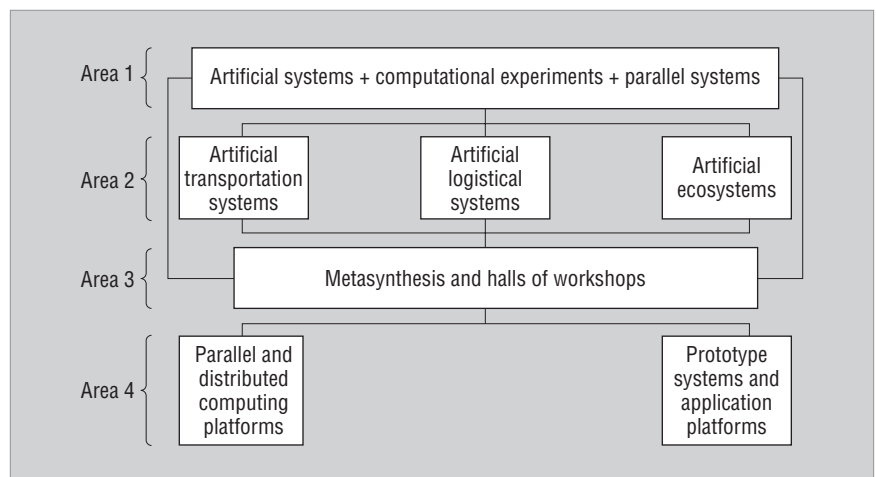 Area 1
Artificial systems + computational experiments + parallel systems
Area 2
Artificial
transportation
systems
Artificial
logistical
systems
Artificial
ecosystems
Area 3
Metasynthesis and halls of workshops
Area 4
Parallel and
distributed
computing
platforms
Prototype
systems and
application
platforms